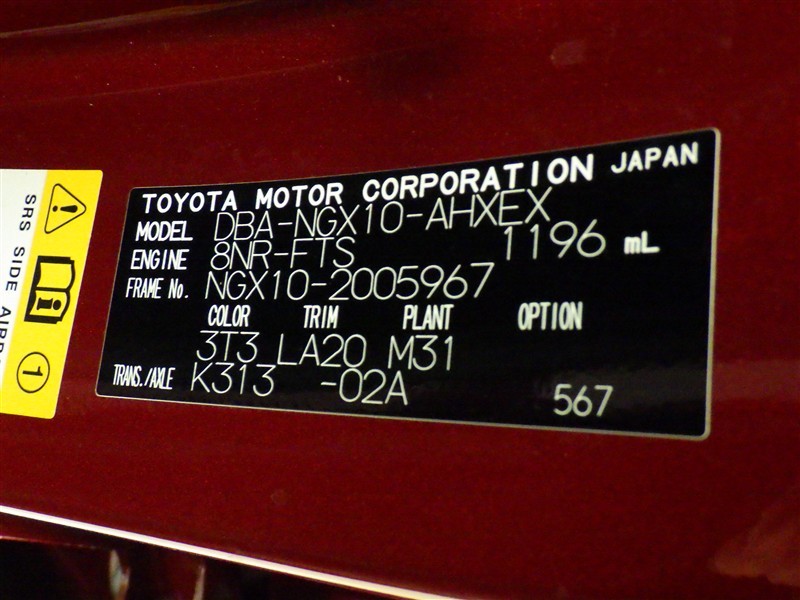 TOYOTA MOTOR CORPORATION JAPAN
MODEL DBA-NGX10-AHXEX
ENGINE 8NR-FTS 1196 mL
FRAME No. NGX10-2005967
COLOR TRIM PLANT OPTION
3T3 LA20 M31
TRANS./AXLE K313 -02A
567
SRS SIDE
1